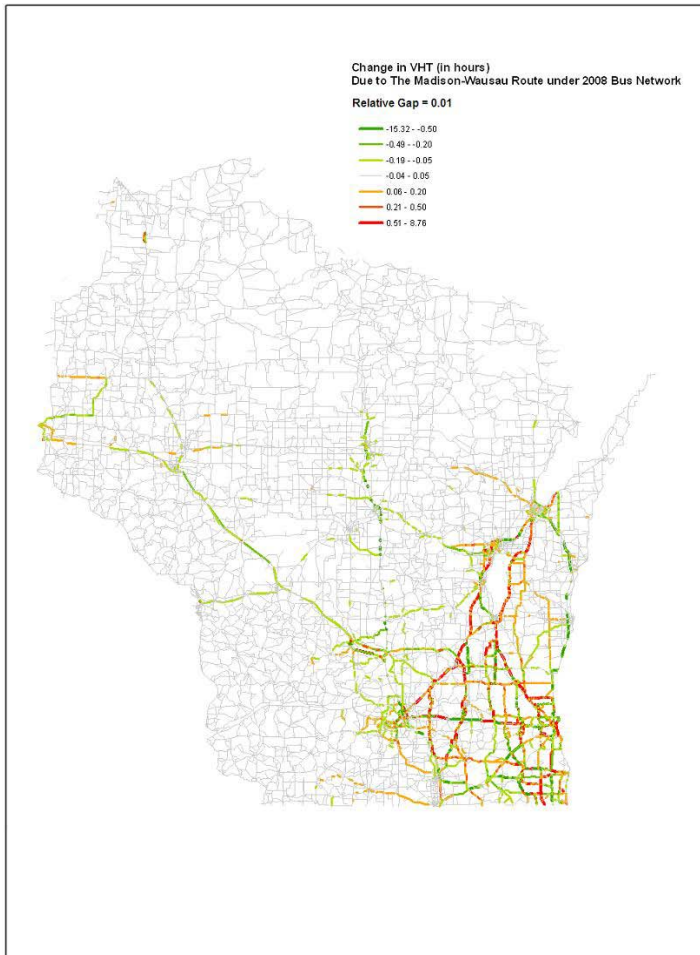 Change in VHT (in hours)
Due to The Madison-Wausau Route under 2008 Bus Network
Relative Gap = 0.01
-15.32 - -0.50
-0.49 - -0.20
-0.19 - -0.05
-0.04 - 0.05
0.06 - 0.20
0.21 - 0.50
0.51 - 8.76